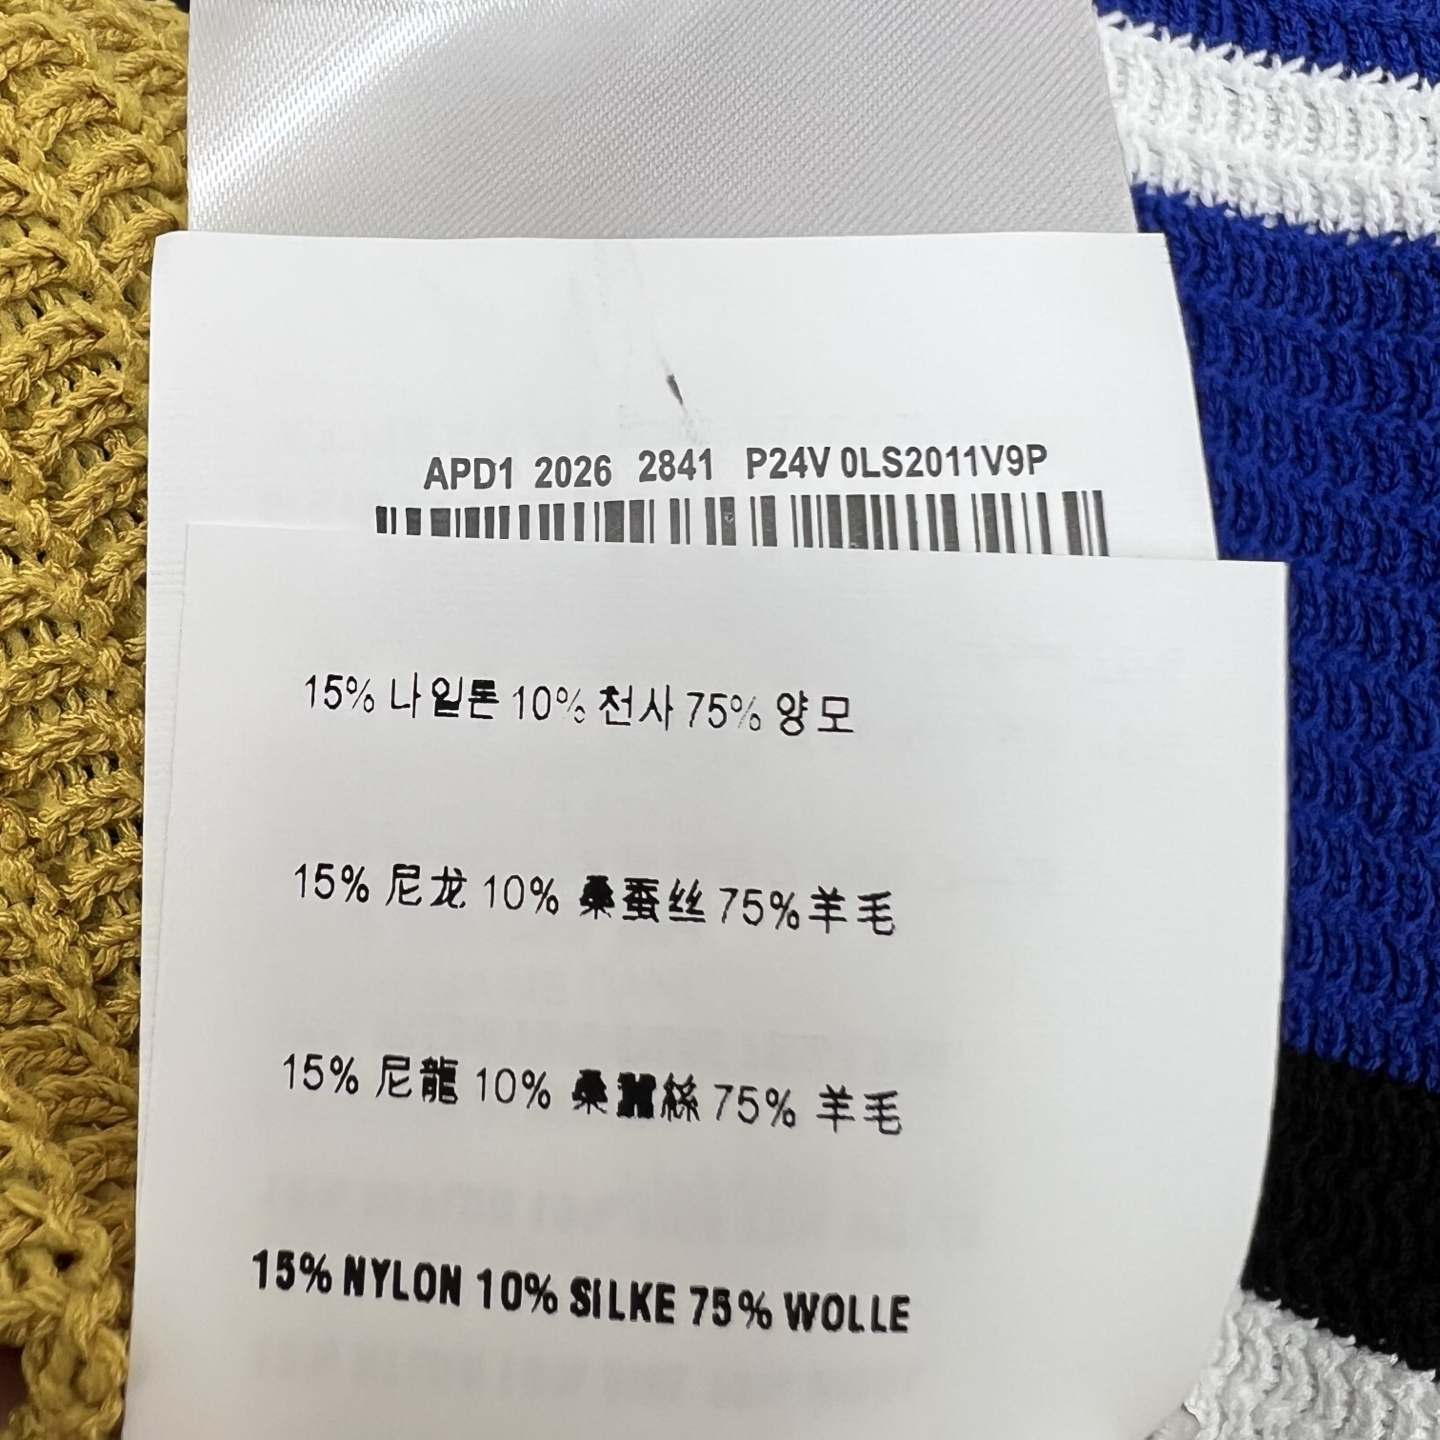 APD1 2026 2841 P24V 0LS2011V9P
15% 나일론 10% 천사 75% 양모
15% 尼龙 10% 桑蚕丝 75% 羊毛
15% 尼龍 10% 桑蠶絲 75% 羊毛
15% NYLON 10% SILKE 75% WOLLE